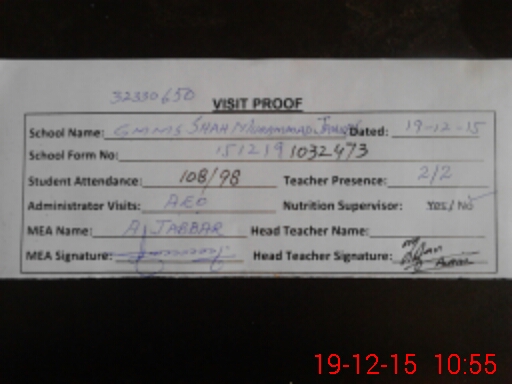 32330650
VISIT PROOF
School Name: GMMS SHAH MUHAMMAD Dated: 19-12-15
School Form No: 151219 1032473
Student Attendance: 108/98 Teacher Presence: 2/2
Administrator Visits: AEO Nutrition Supervisor: Yes/No
MEA Name: A JABBAR Head Teacher Name:
MEA Signature: Head Teacher Signature:
19-12-15 10:55